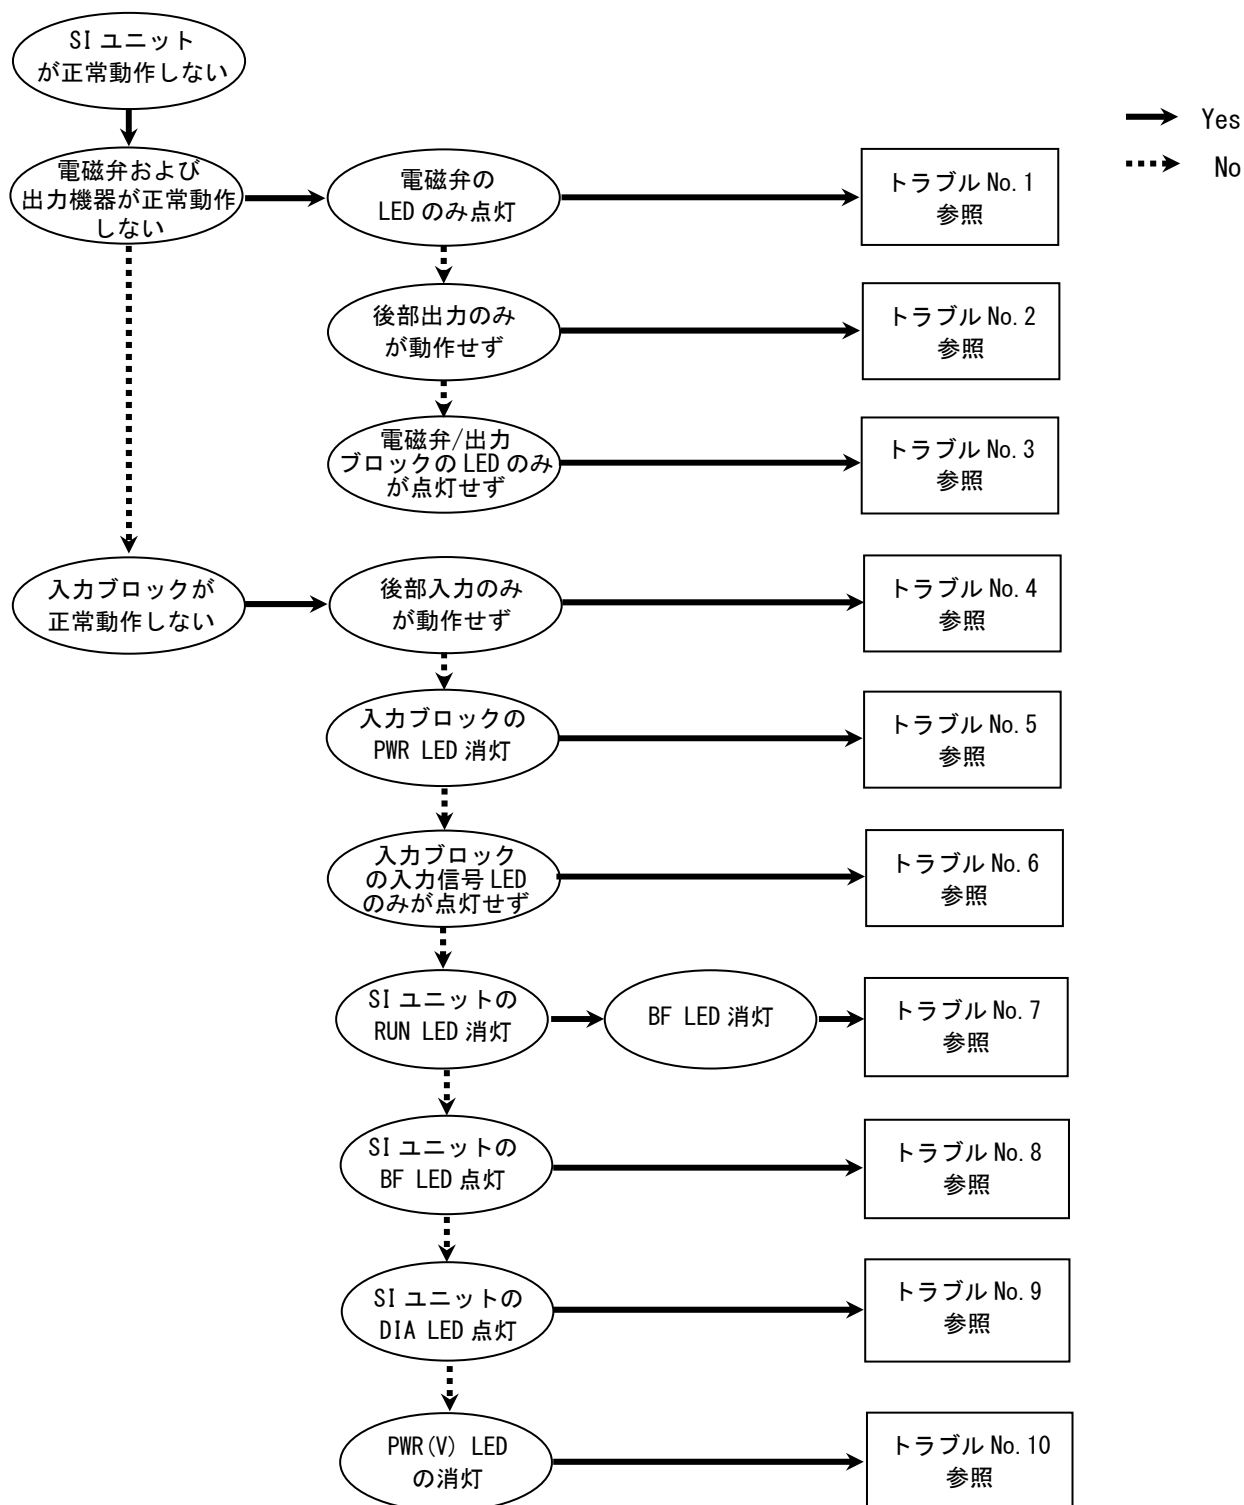 SI ユニット
が正常動作しない
Yes
No
電磁弁および
出力機器が正常動作
しない
電磁弁の
LED のみ点灯
トラブル No. 1
参照
後部出力のみ
が動作せず
トラブル No. 2
参照
電磁弁/出力
ブロックの LED のみ
が点灯せず
トラブル No. 3
参照
入力ブロックが
正常動作しない
後部入力のみ
が動作せず
トラブル No. 4
参照
入力ブロックの
PWR LED 消灯
トラブル No. 5
参照
入力ブロック
の入力信号 LED
のみが点灯せず
トラブル No. 6
参照
SI ユニットの
RUN LED 消灯
BF LED 消灯
トラブル No. 7
参照
SI ユニットの
BF LED 点灯
トラブル No. 8
参照
SI ユニットの
DIA LED 点灯
トラブル No. 9
参照
PWR(V) LED
の消灯
トラブル No. 10
参照